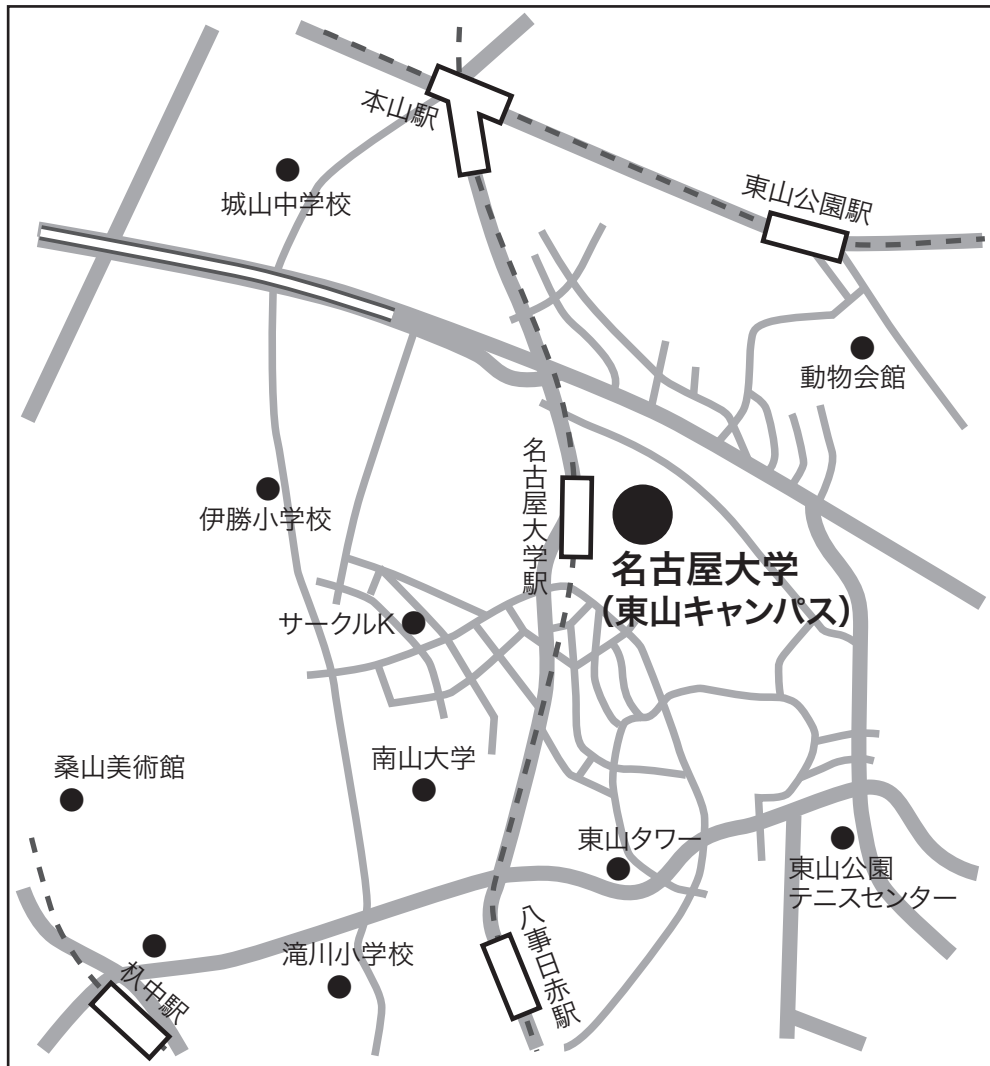 本山駅
東山公園駅
城山中学校
動物会館
名古屋大学駅
伊勝小学校
名古屋大学
(東山キャンパス)
サークルK
南山大学
桑山美術館
東山タワー
東山公園
テニスセンター
八事日赤駅
滝川小学校
杁中駅